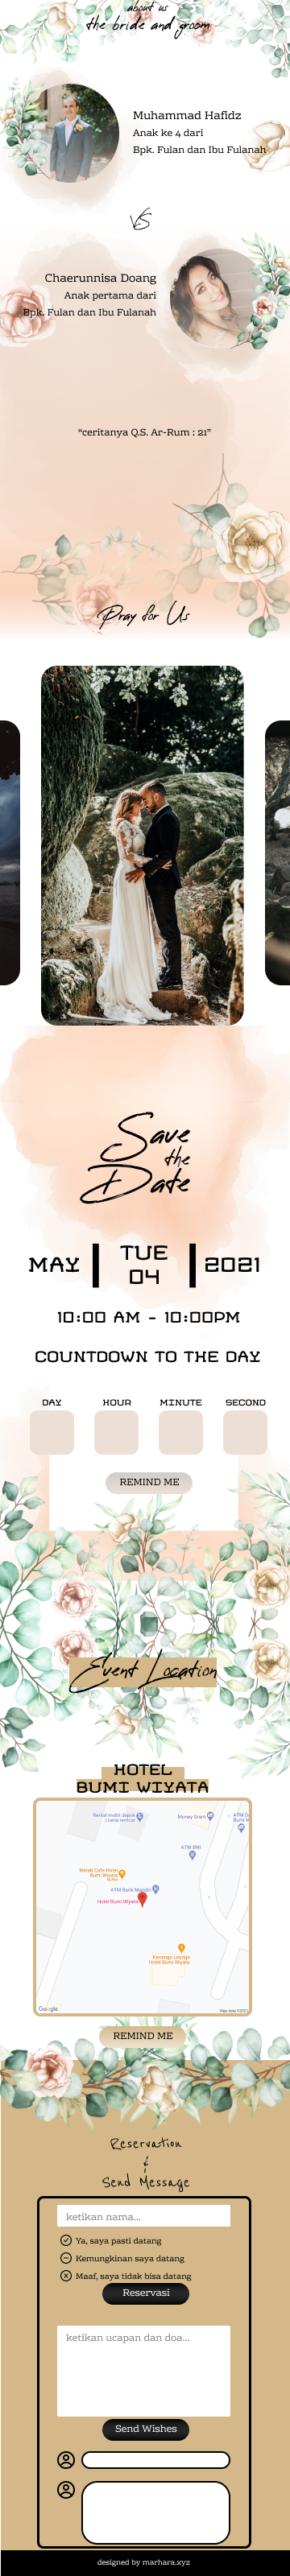 about us
the bride and groom
Muhammad Hafidz
Anak ke 4 dari
Bpk. Fulan dan Ibu Fulanah
VS
Chaerunnisa Doang
Anak pertama dari
Bpk. Fulan dan Ibu Fulanah
“ceritanya Q.S. Ar-Rum : 21”
Pray for Us
Save
the
Date
MAY
TUE
04
2021
10:00 AM - 10:00PM
COUNTDOWN TO THE DAY
DAY HOUR MINUTE SECOND
REMIND ME
Event Location
HOTEL
BUMI WIYATA
Money Gram
ATM BNI
ATM Bank Mandiri
Hotel Bumi Wiyata
Kenanga Lounge
Hotel Bumi Wiyata
Google
REMIND ME
Reservation
&
Send Message
ketikan nama...
Ya, saya pasti datang
Kemungkinan saya datang
Maaf, saya tidak bisa datang
Reservasi
ketikan ucapan dan doa...
Send Wishes
designed by marhara.xyz